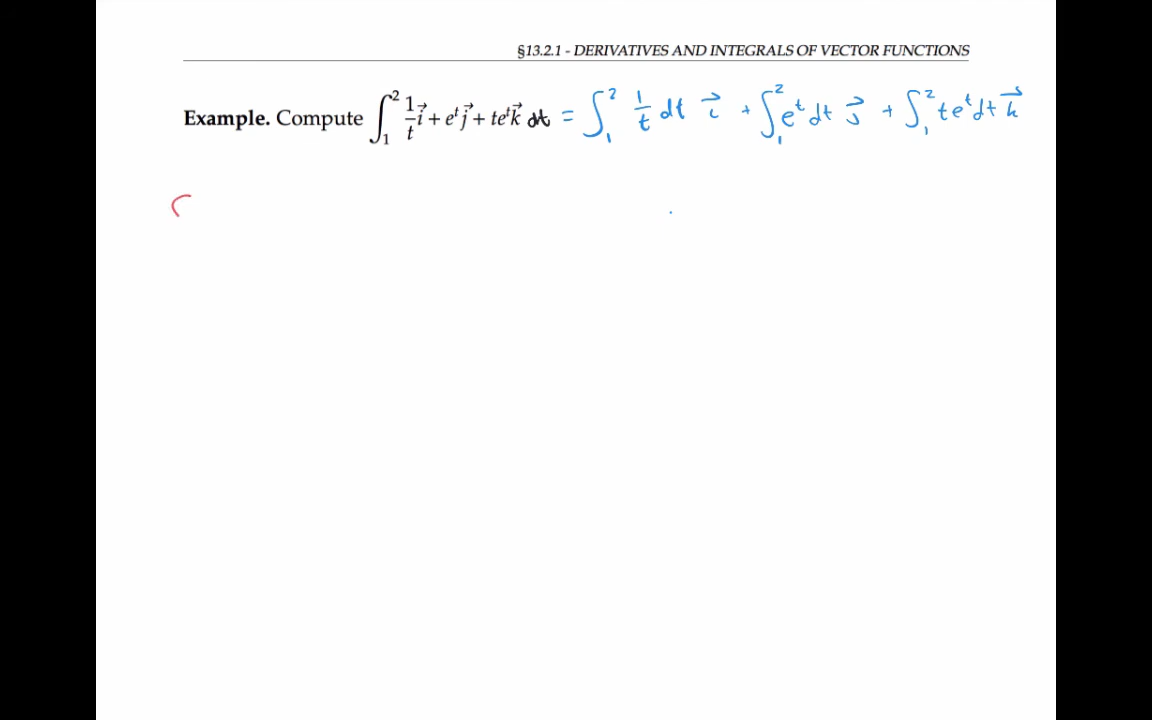 §13.2.1 - DERIVATIVES AND INTEGRALS OF VECTOR FUNCTIONS
Example. Compute ∫₁² 1/t i⃗ + eᵗ j⃗ + teᵗ k⃗ dt = ∫₁² 1/t dt i⃗ + ∫₁² eᵗ dt j⃗ + ∫₁² t eᵗ dt k⃗